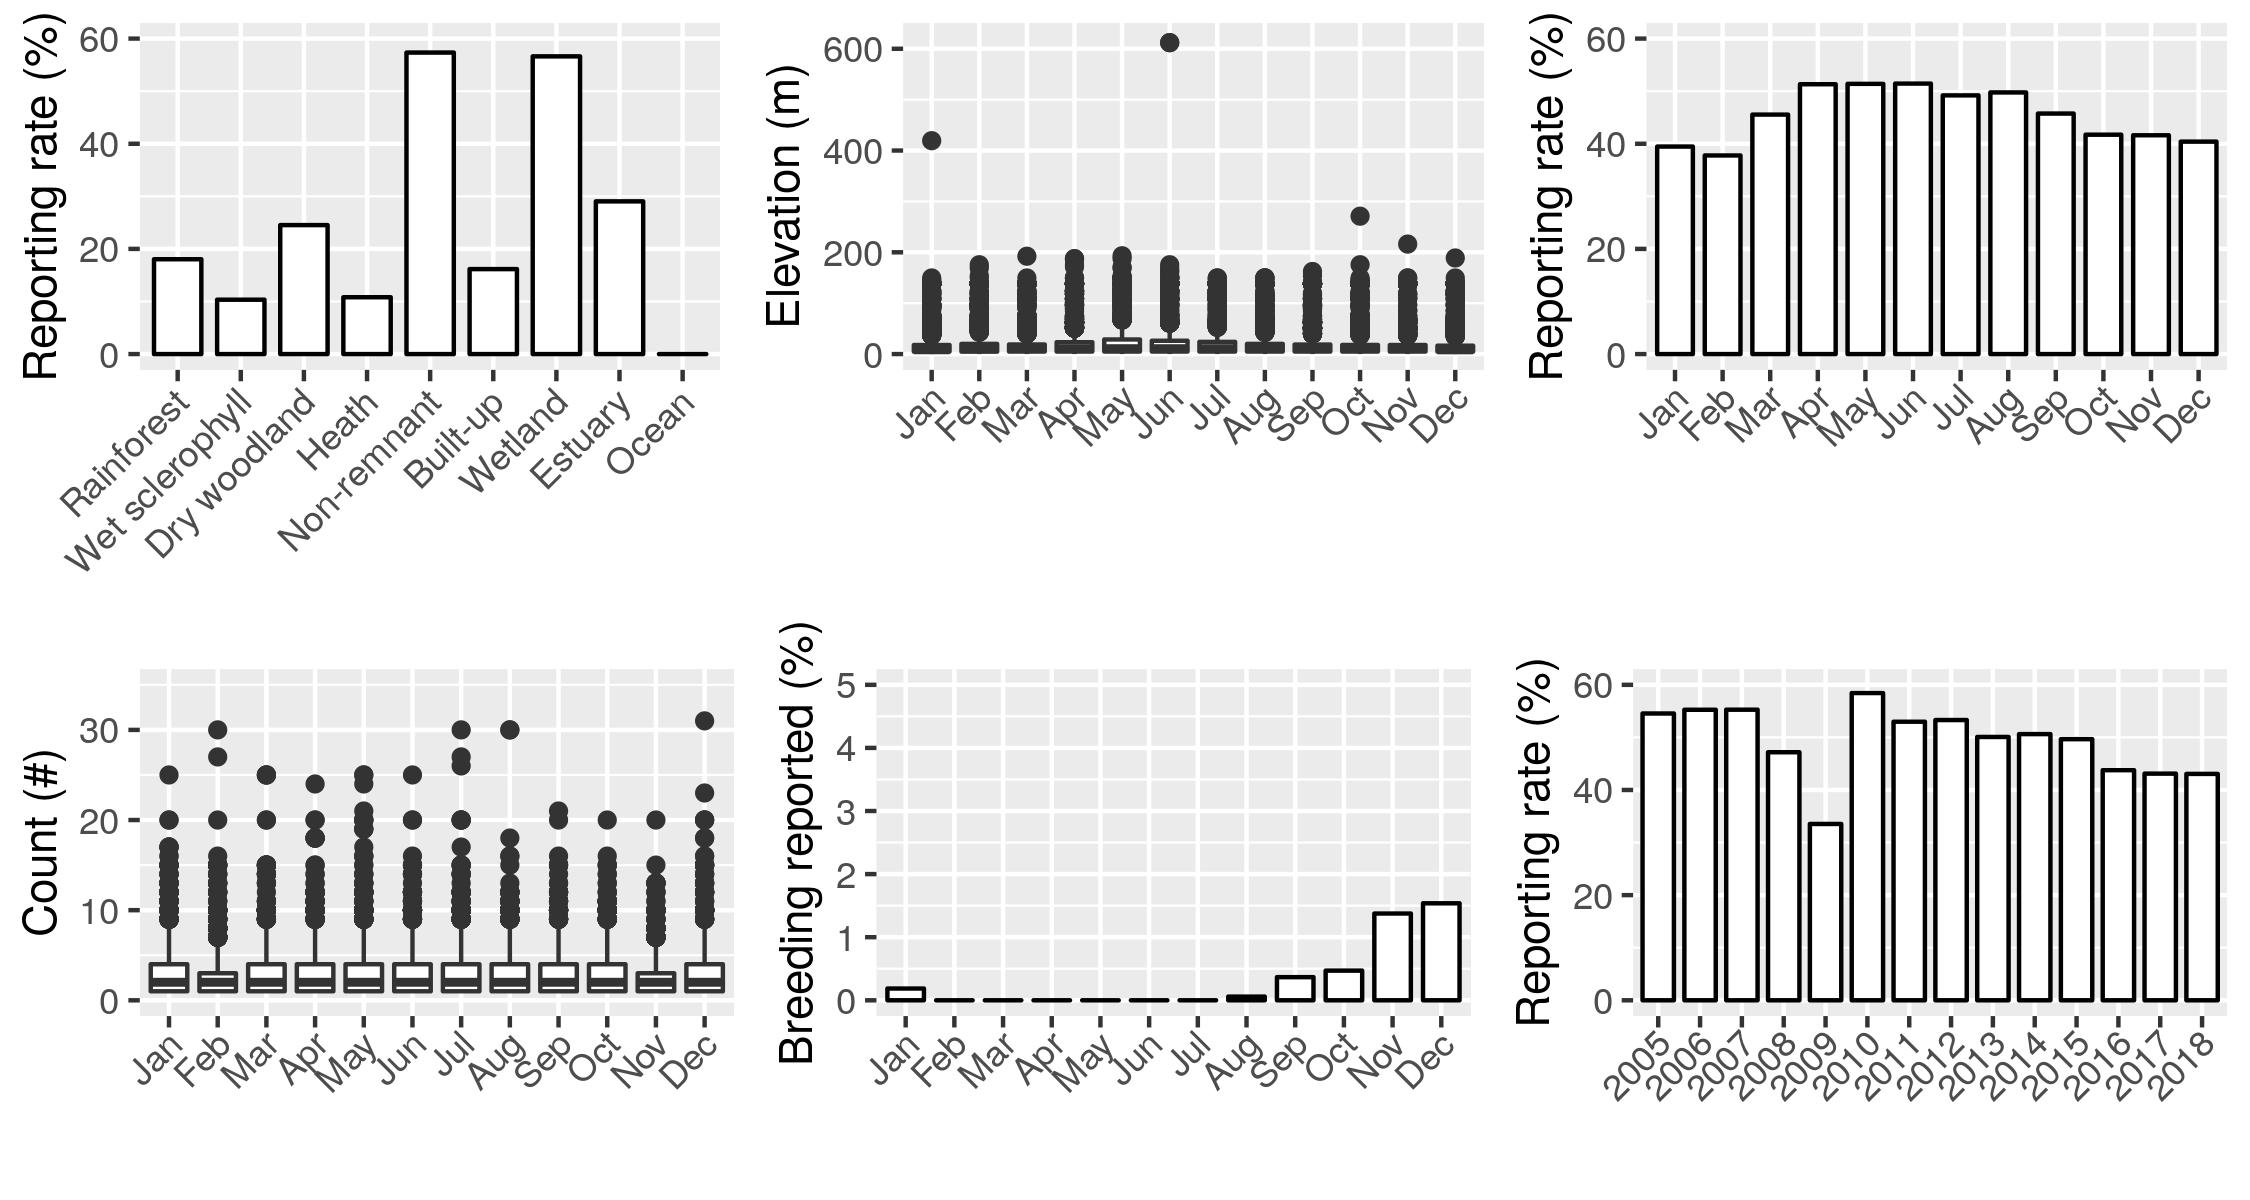 Reporting rate (%)
60
40
20
0
Rainforest
Wet sclerophyll
Dry woodland
Heath
Non-remnant
Built-up
Wetland
Estuary
Ocean
Elevation (m)
600
400
200
0
Jan
Feb
Mar
Apr
May
Jun
Jul
Aug
Sep
Oct
Nov
Dec
Reporting rate (%)
60
40
20
0
Jan
Feb
Mar
Apr
May
Jun
Jul
Aug
Sep
Oct
Nov
Dec
Count (#)
30
20
10
0
Jan
Feb
Mar
Apr
May
Jun
Jul
Aug
Sep
Oct
Nov
Dec
Breeding reported (%)
5
4
3
2
1
0
Jan
Feb
Mar
Apr
May
Jun
Jul
Aug
Sep
Oct
Nov
Dec
Reporting rate (%)
60
40
20
0
2005
2006
2007
2008
2009
2010
2011
2012
2013
2014
2015
2016
2017
2018